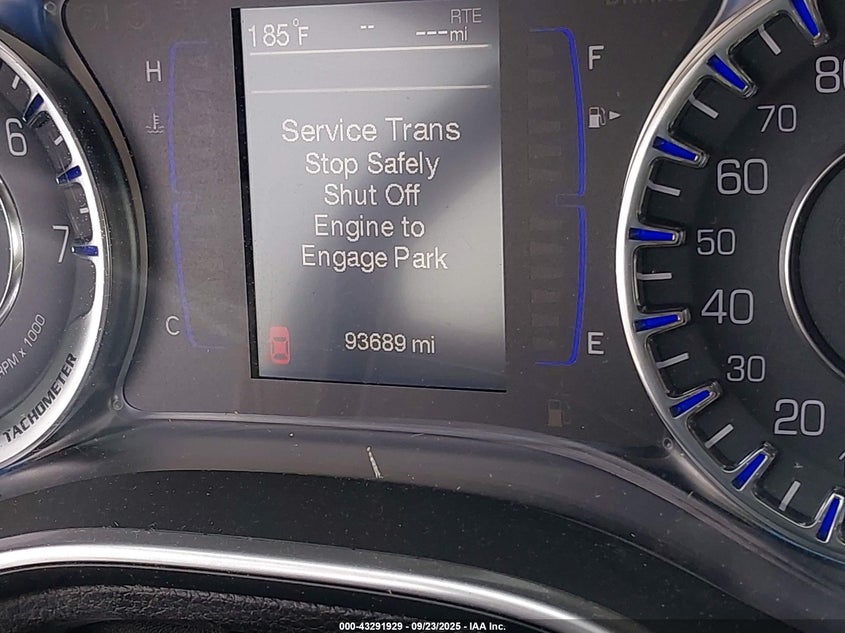 185°F -- RTE
---mi
H
F
Service Trans
Stop Safely
Shut Off
Engine to
Engage Park
C
E
93689 mi
6
7
RPM x 1000
TACHOMETER
80
70
60
50
40
30
20
000-43291929 - 09/23/2025 - IAA Inc.